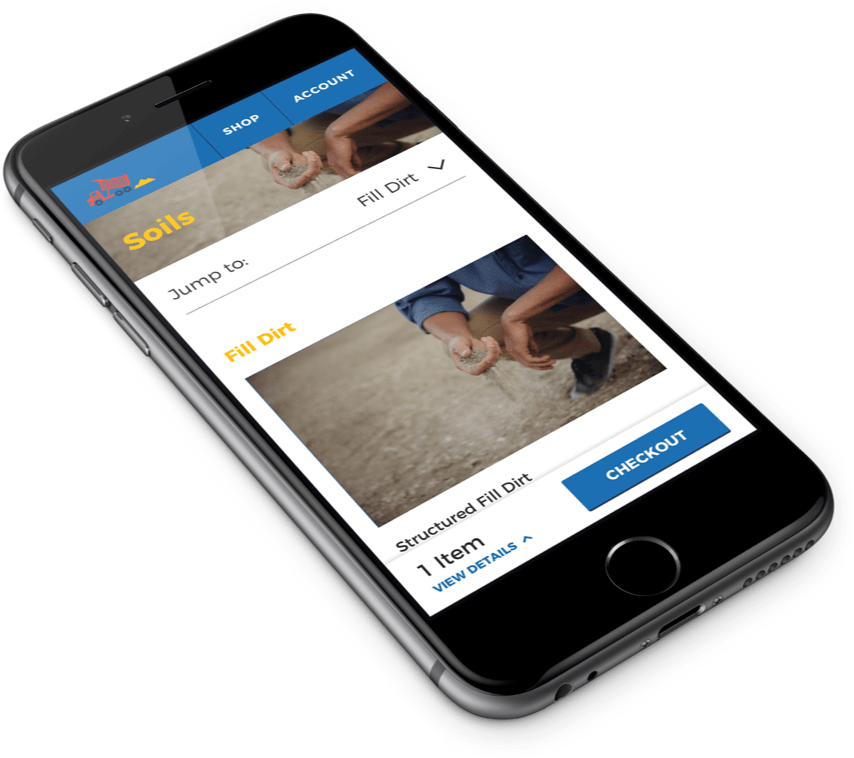 SHOP
ACCOUNT
Soils
Jump to:
Fill Dirt
Fill Dirt
Structured Fill Dirt
1 Item
VIEW DETAILS
CHECKOUT